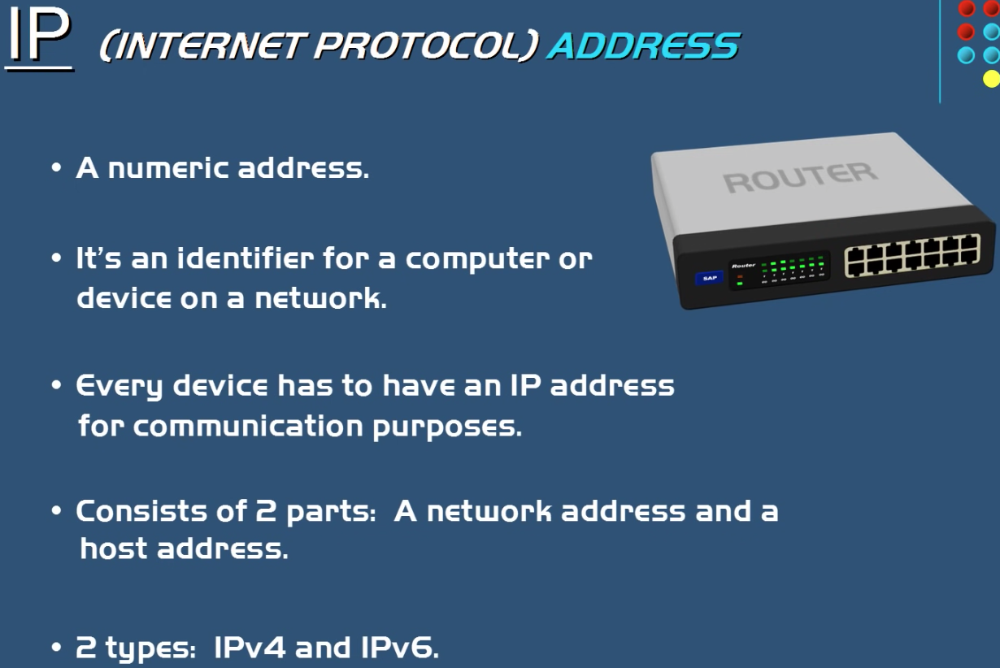 IP (INTERNET PROTOCOL) ADDRESS
• A numeric address.
ROUTER
• It's an identifier for a computer or
device on a network.
Router
SAP
• Every device has to have an IP address
for communication purposes.
• Consists of 2 parts:  A network address and a
host address.
• 2 types:  IPv4 and IPv6.